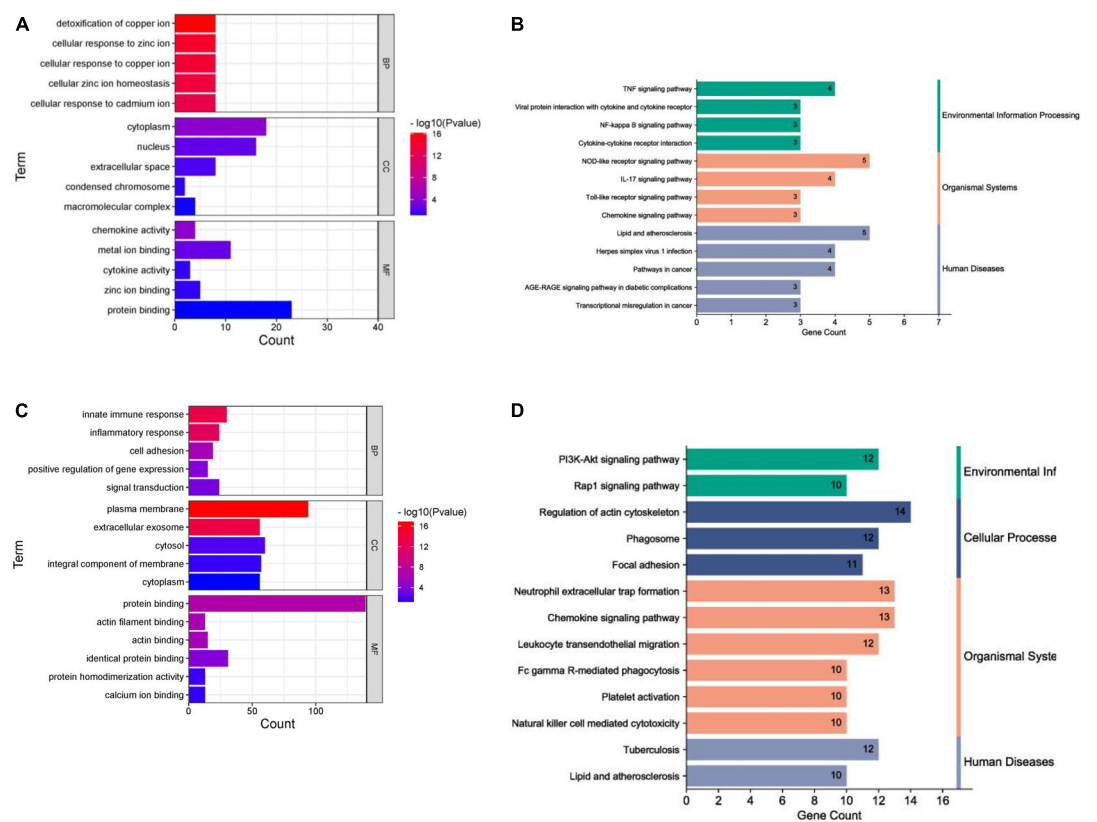 A
detoxification of copper ion
cellular response to zinc ion
cellular response to copper ion
cellular zinc ion homeostasis
cellular response to cadmium ion
BP
cytoplasm
nucleus
extracellular space
condensed chromosome
macromolecular complex
CC
chemokine activity
metal ion binding
cytokine activity
zinc ion binding
protein binding
MF
Term
0 10 20 30 40
Count
- log10(Pvalue)
16
12
8
4
B
TNF signaling pathway 4
Viral protein interaction with cytokine and cytokine receptor 3
NF-kappa B signaling pathway 3
Cytokine-cytokine receptor interaction 3
NOD-like receptor signaling pathway 5
IL-17 signaling pathway 4
Toll-like receptor signaling pathway 3
Chemokine signaling pathway 3
Lipid and atherosclerosis 5
Herpes simplex virus 1 infection 4
Pathways in cancer 4
AGE-RAGE signaling pathway in diabetic complications 3
Transcriptional misregulation in cancer 3
Environmental Information Processing
Organismal Systems
Human Diseases
0 1 2 3 4 5 6 7
Gene Count
C
innate immune response
inflammatory response
cell adhesion
positive regulation of gene expression
signal transduction
BP
plasma membrane
extracellular exosome
cytosol
integral component of membrane
cytoplasm
CC
protein binding
actin filament binding
actin binding
identical protein binding
protein homodimerization activity
calcium ion binding
MF
Term
0 50 100
Count
- log10(Pvalue)
16
12
8
4
D
PI3K-Akt signaling pathway 12
Rap1 signaling pathway 10
Regulation of actin cytoskeleton 14
Phagosome 12
Focal adhesion 11
Neutrophil extracellular trap formation 13
Chemokine signaling pathway 13
Leukocyte transendothelial migration 12
Fc gamma R-mediated phagocytosis 10
Platelet activation 10
Natural killer cell mediated cytotoxicity 10
Tuberculosis 12
Lipid and atherosclerosis 10
Environmental Inf
Cellular Processe
Organismal Syste
Human Diseases
0 2 4 6 8 10 12 14 16
Gene Count